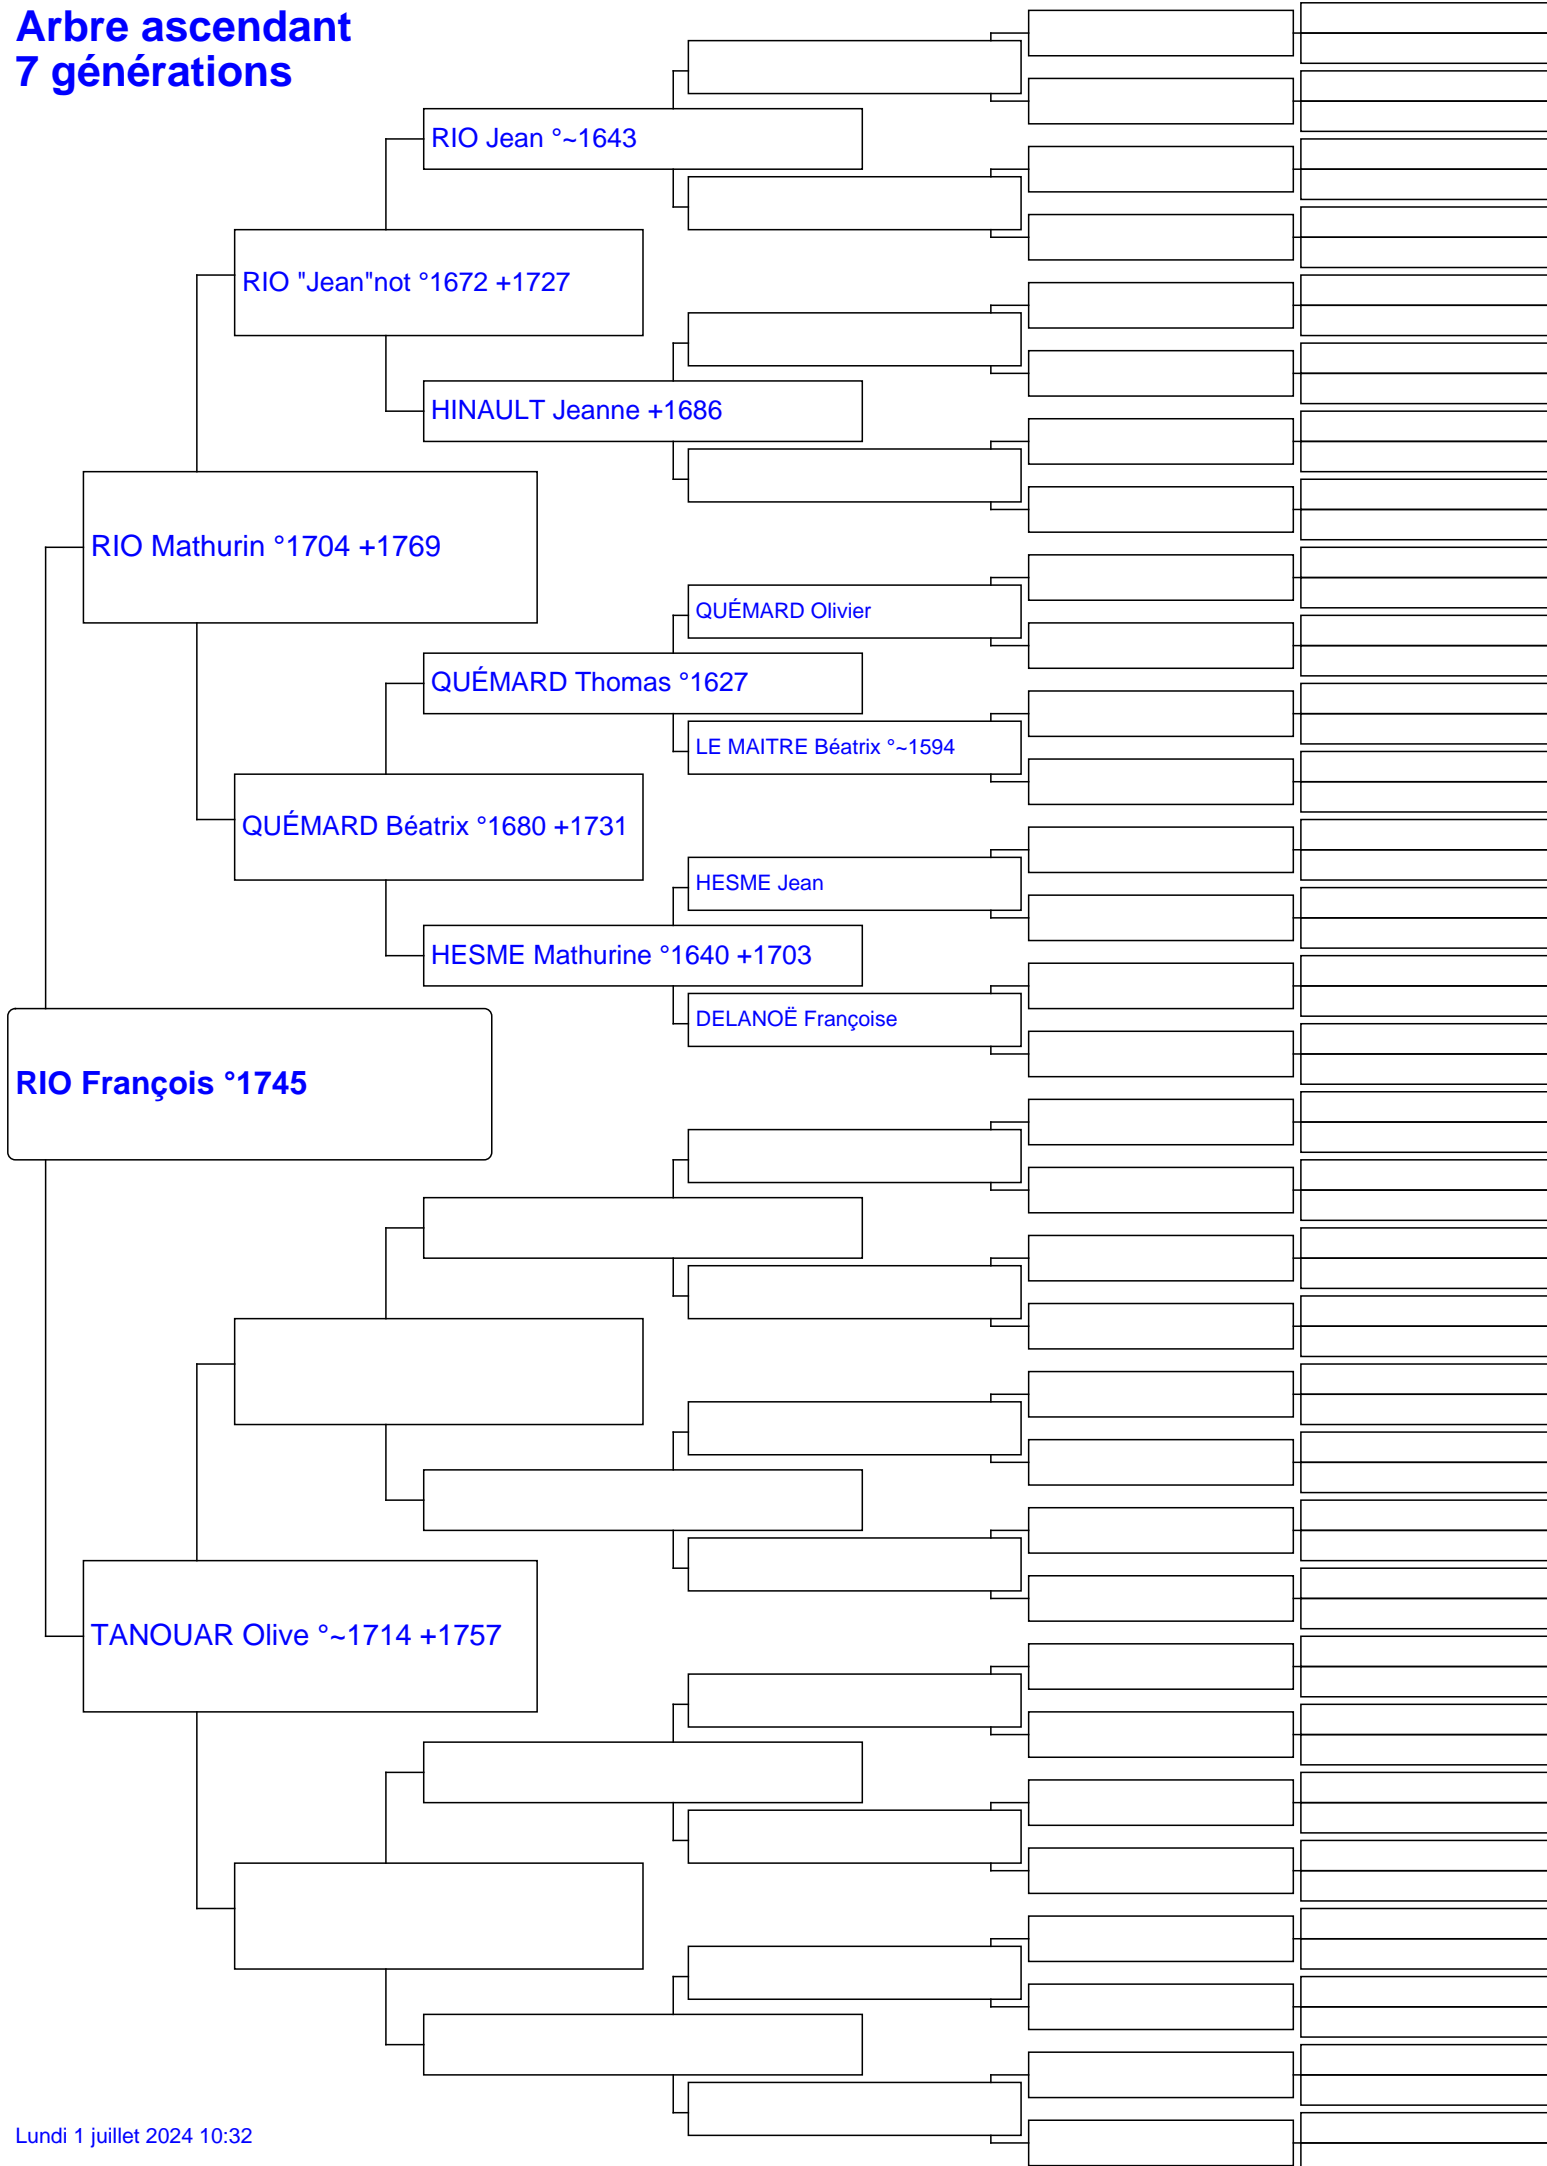 Arbre ascendant
7 générations
RIO Jean °~1643
RIO "Jean"not °1672 +1727
HINAULT Jeanne +1686
RIO Mathurin °1704 +1769
QUÉMARD Olivier
QUÉMARD Thomas °1627
LE MAITRE Béatrix °~1594
QUÉMARD Béatrix °1680 +1731
HESME Jean
HESME Mathurine °1640 +1703
DELANOË Françoise
RIO François °1745
TANOUAR Olive °~1714 +1757
Lundi 1 juillet 2024 10:32